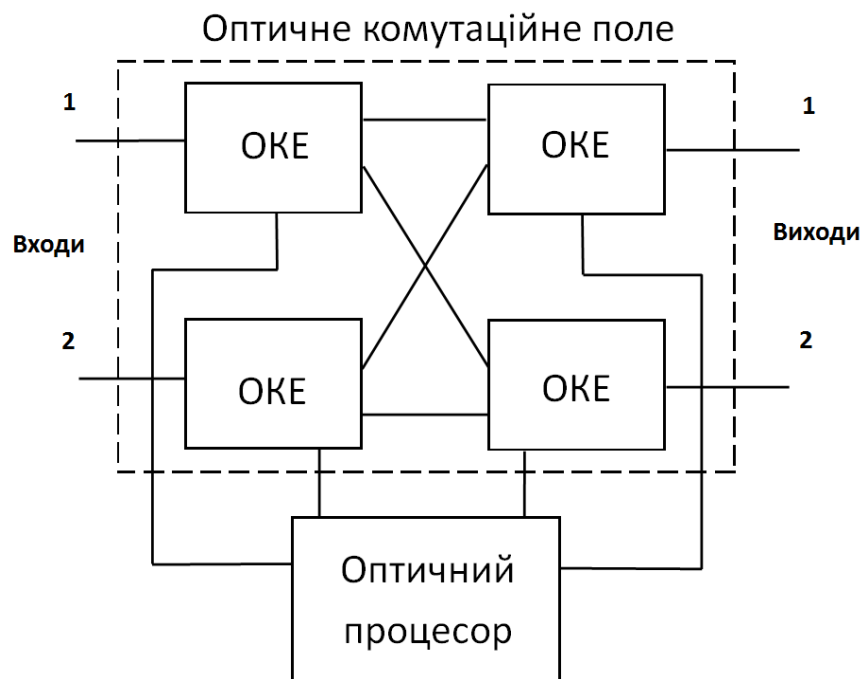 Оптичне комутаційне поле
1
1
ОКЕ
ОКЕ
Входи
Виходи
2
2
ОКЕ
ОКЕ
Оптичний
процесор